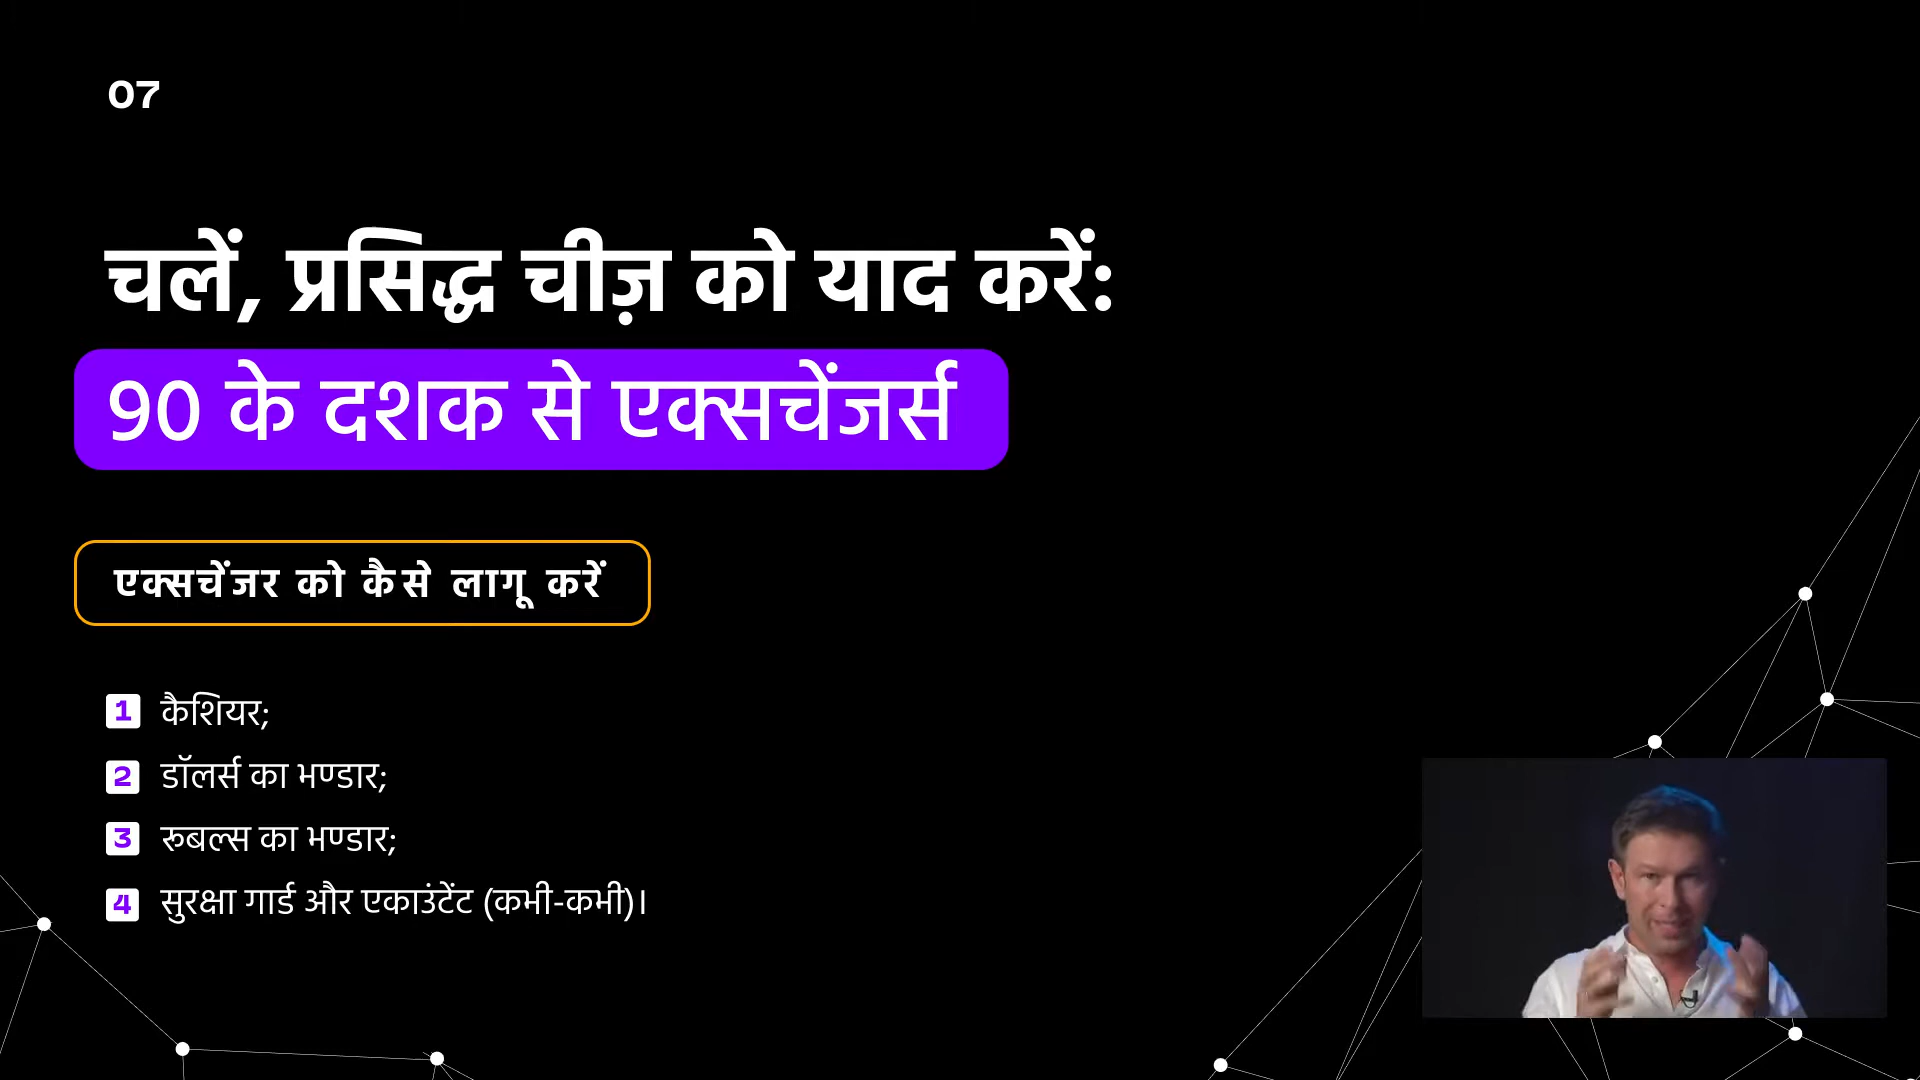 07
चलें, प्रसिद्ध चीज़ को याद करें:
90 के दशक से एक्सचेंजर्स
एक्सचेंजर को कैसे लागू करें
1 कैशियर;
2 डॉलर्स का भण्डार;
3 रूबल्स का भण्डार;
4 सुरक्षा गार्ड और एकाउंटेंट (कभी-कभी)।